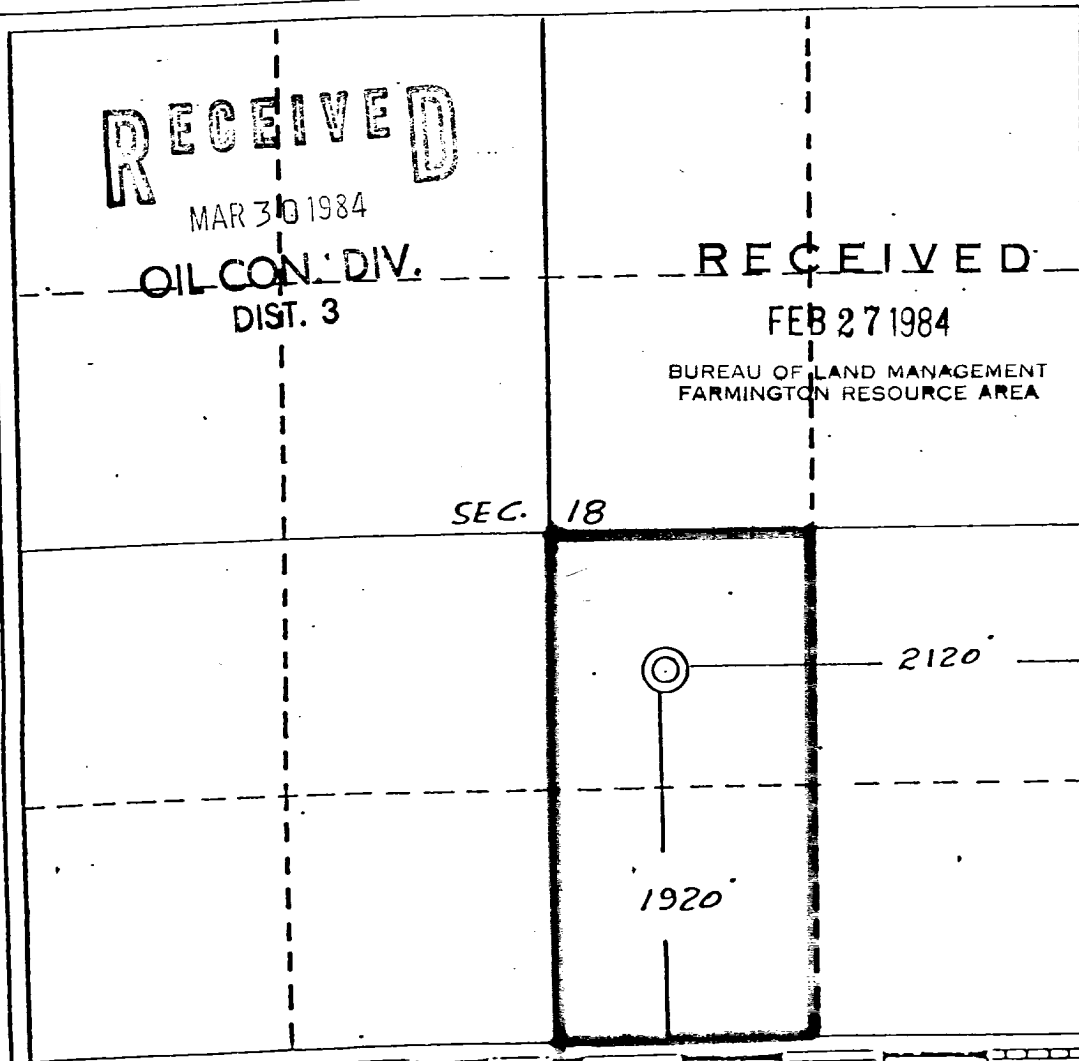 RECEIVED
MAR 30 1984
OIL CON. DIV.
DIST. 3
RECEIVED
FEB 27 1984
BUREAU OF LAND MANAGEMENT
FARMINGTON RESOURCE AREA
SEC. 18
2120'
1920'